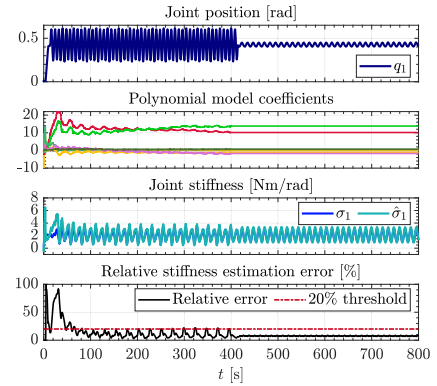 Joint position [rad]
0.5
0
q₁
Polynomial model coefficients
20
10
0
-10
Joint stiffness [Nm/rad]
8
6
4
2
0
σ₁ σ̂₁
Relative stiffness estimation error [%]
100
50
0
Relative error 20% threshold
0 100 200 300 400 500 600 700 800
t [s]